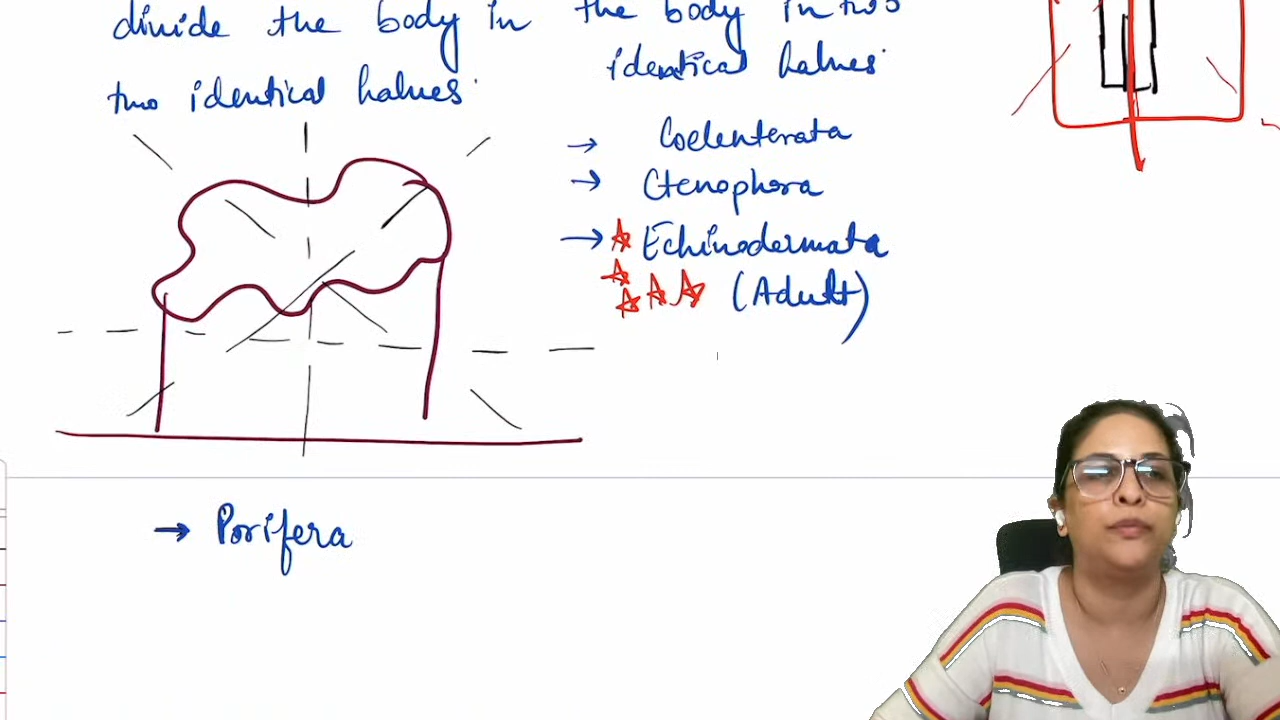 divide the body in
two identical halves
the body in two
identical halves
→ Coelenterata
→ Ctenophora
→ Echinodermata
(Adult)
→ Porifera